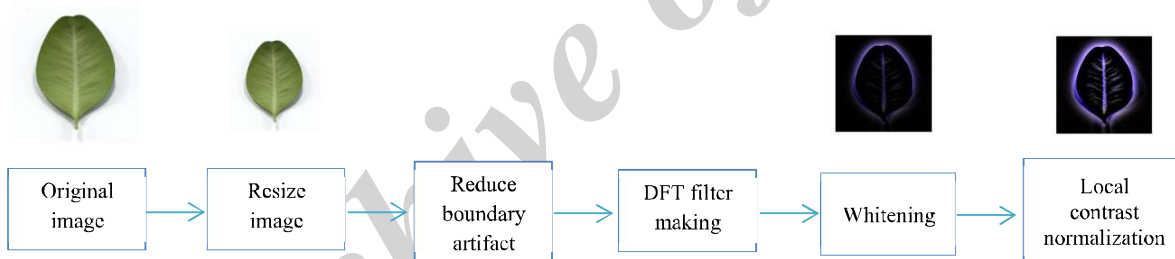 Original
image
Resize
image
Reduce
boundary
artifact
DFT filter
making
Whitening
Local
contrast
normalization